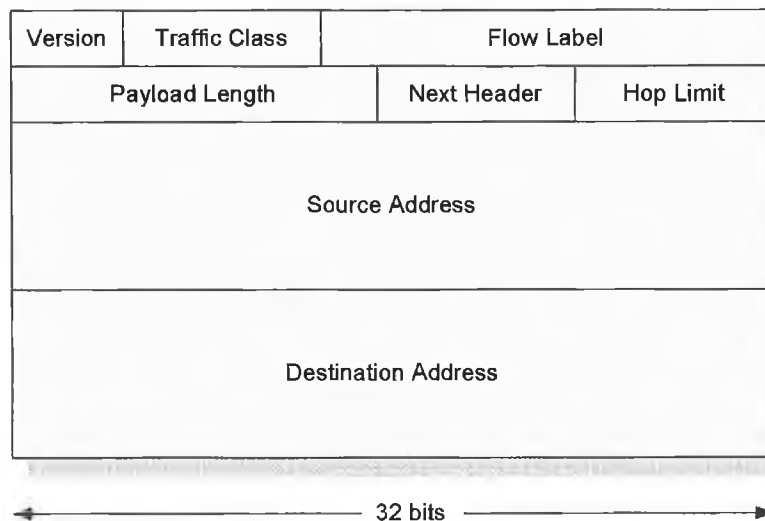 Version Traffic Class Flow Label
Payload Length Next Header Hop Limit
Source Address
Destination Address
32 bits